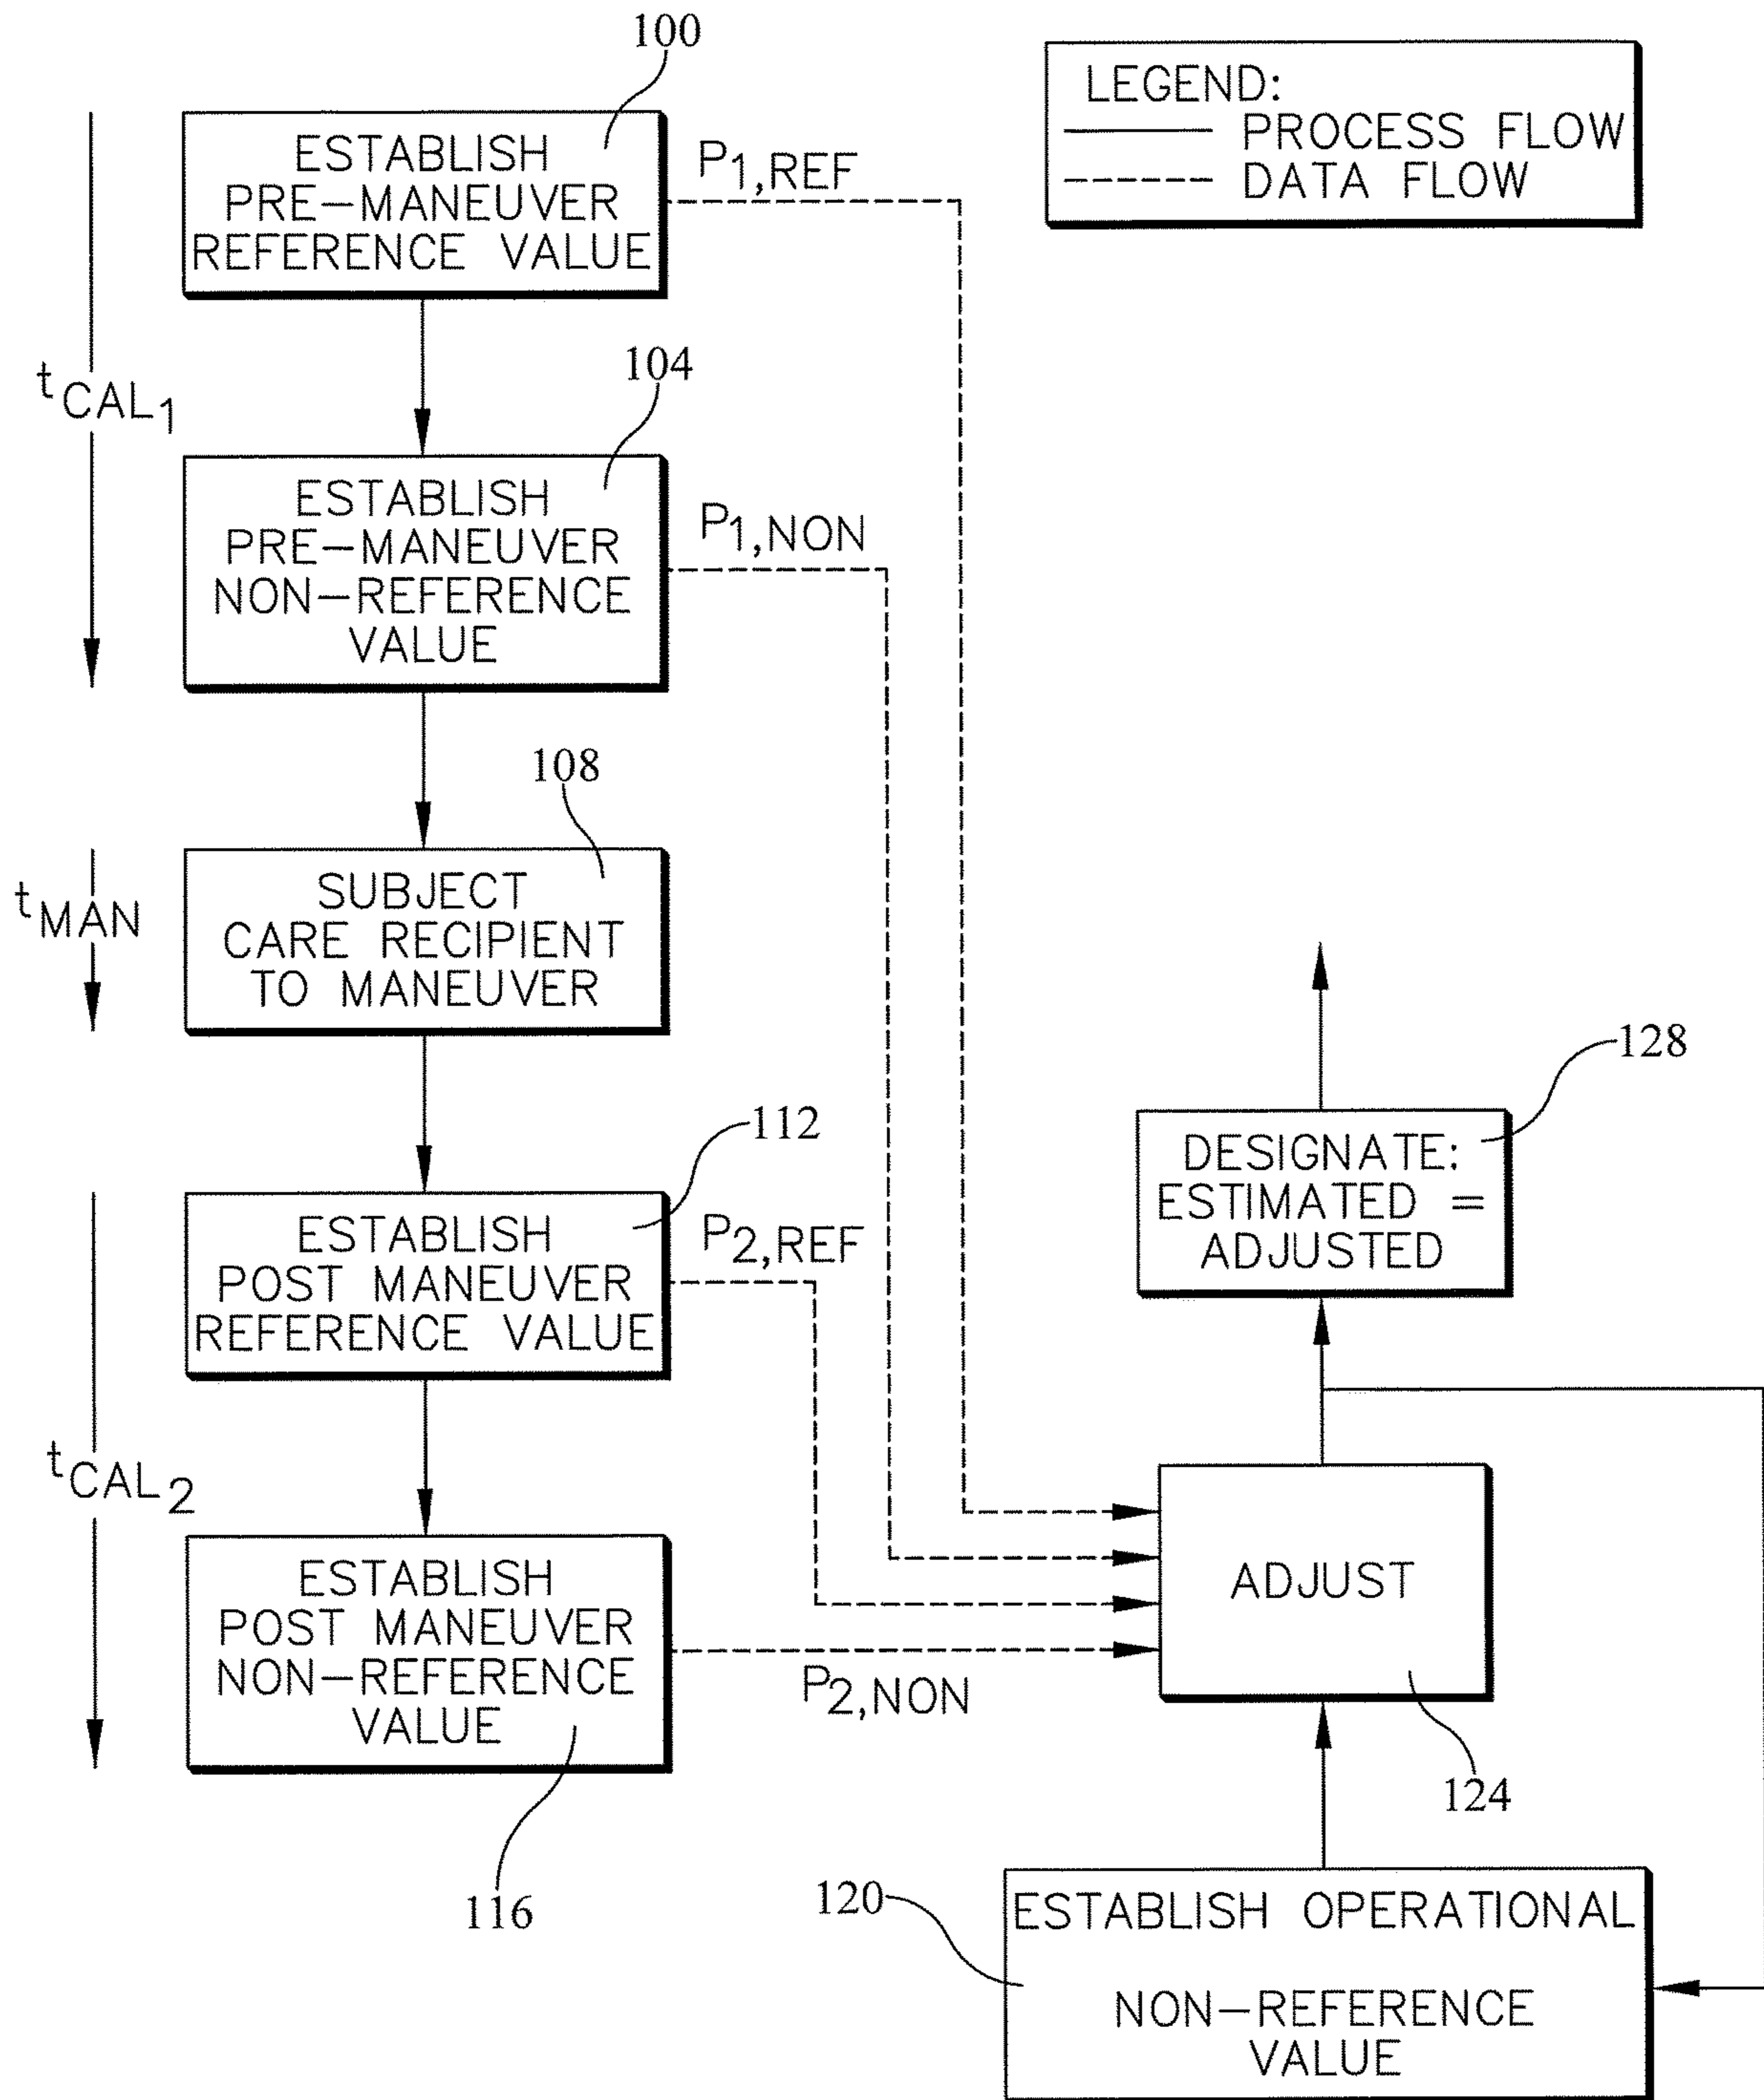 100
LEGEND:
PROCESS FLOW
DATA FLOW
ESTABLISH
PRE-MANEUVER
REFERENCE VALUE
P1,REF
tCAL1
104
ESTABLISH
PRE-MANEUVER
NON-REFERENCE
VALUE
P1,NON
108
tMAN
SUBJECT
CARE RECIPIENT
TO MANEUVER
112
ESTABLISH
POST MANEUVER
REFERENCE VALUE
P2,REF
128
DESIGNATE:
ESTIMATED =
ADJUSTED
tCAL2
ESTABLISH
POST MANEUVER
NON-REFERENCE
VALUE
P2,NON
116
ADJUST
124
120
ESTABLISH OPERATIONAL
NON-REFERENCE
VALUE